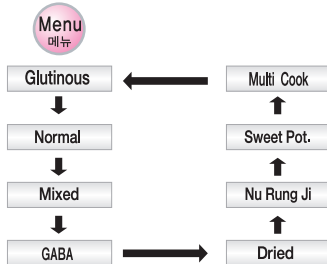 Menu
메뉴
Glutinous
Multi Cook
Normal
Sweet Pot.
Mixed
Nu Rung Ji
GABA
Dried